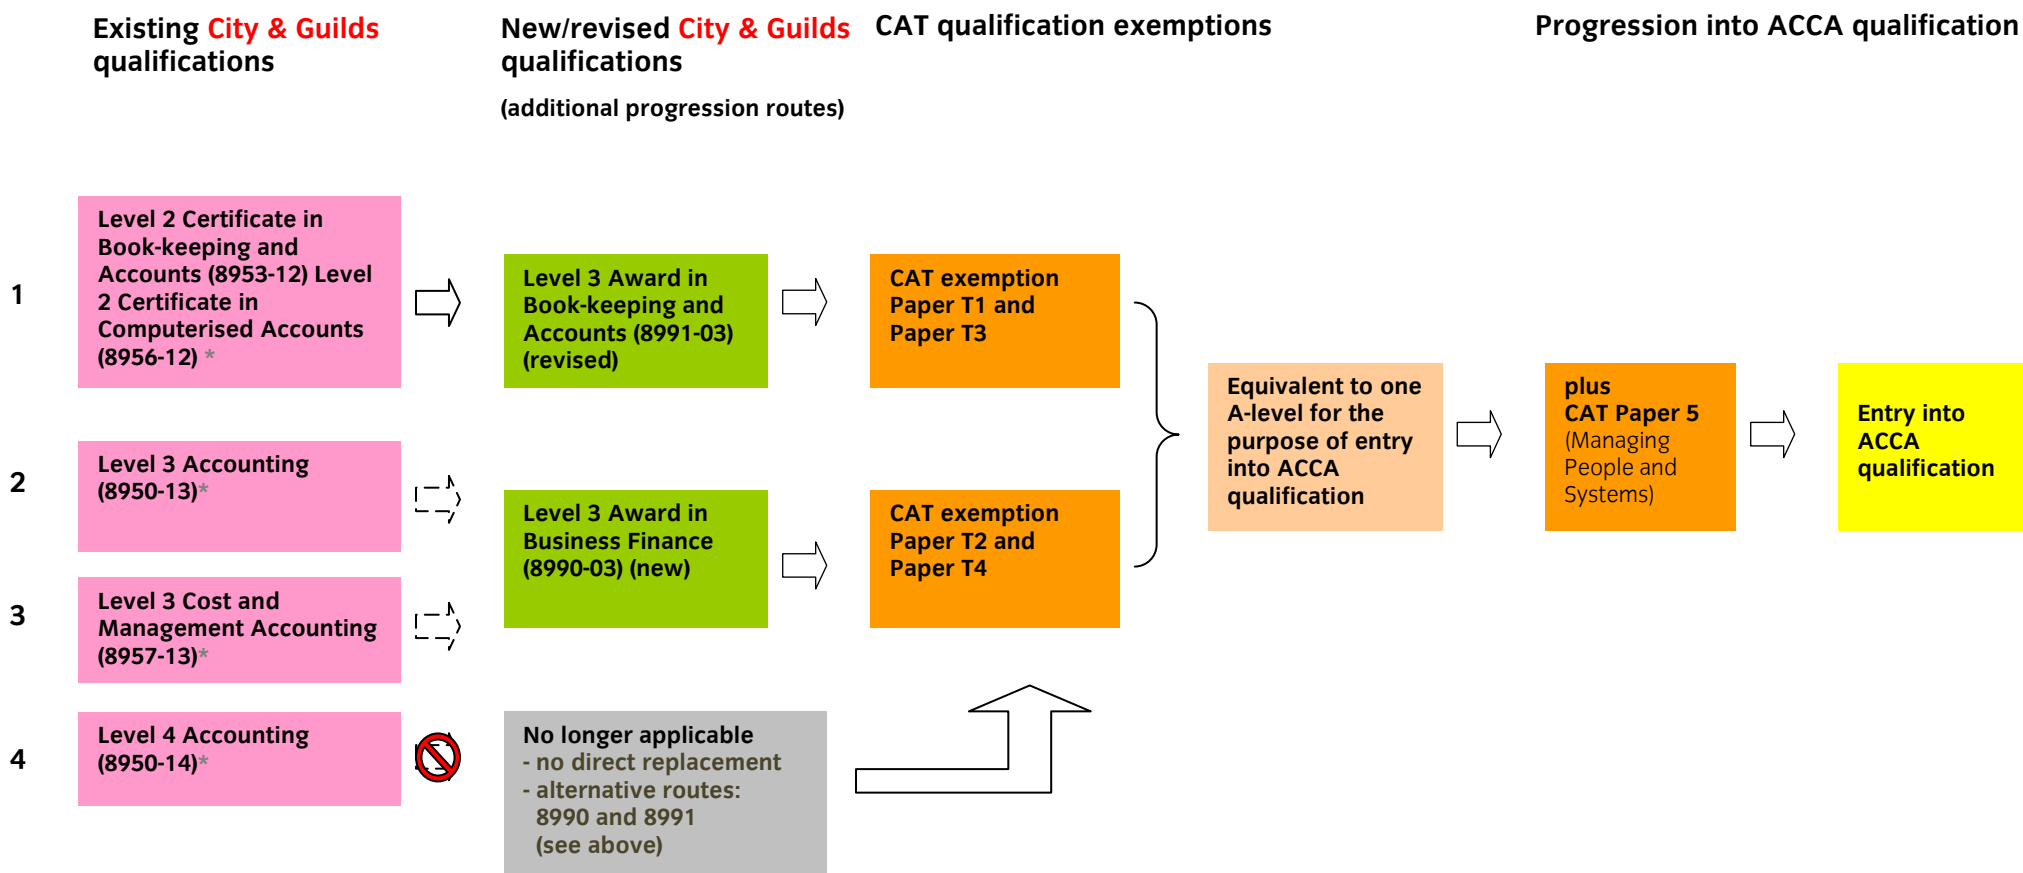 Existing City & Guilds
qualifications
New/revised City & Guilds
qualifications
(additional progression routes)
CAT qualification exemptions
Progression into ACCA qualification
1
Level 2 Certificate in
Book-keeping and
Accounts (8953-12) Level
2 Certificate in
Computerised Accounts
(8956-12) *
Level 3 Award in
Book-keeping and
Accounts (8991-03)
(revised)
CAT exemption
Paper T1 and
Paper T3
2
Level 3 Accounting
(8950-13)*
Level 3 Award in
Business Finance
(8990-03) (new)
CAT exemption
Paper T2 and
Paper T4
Equivalent to one
A-level for the
purpose of entry
into ACCA
qualification
plus
CAT Paper 5
(Managing
People and
Systems)
Entry into
ACCA
qualification
3
Level 3 Cost and
Management Accounting
(8957-13)*
4
Level 4 Accounting
(8950-14)*
No longer applicable
- no direct replacement
- alternative routes:
8990 and 8991
(see above)